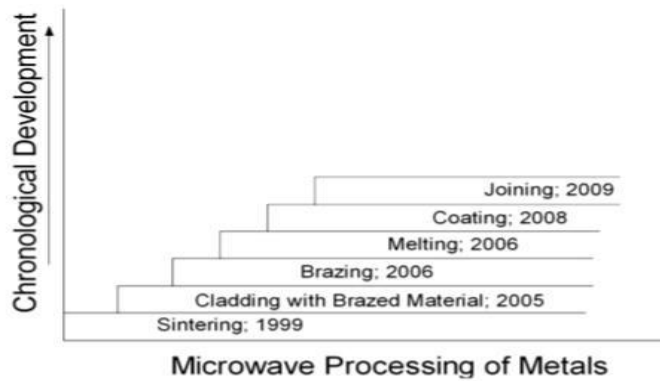 Chronological Development
Joining; 2009
Coating; 2008
Melting; 2006
Brazing; 2006
Cladding with Brazed Material; 2005
Sintering; 1999
Microwave Processing of Metals